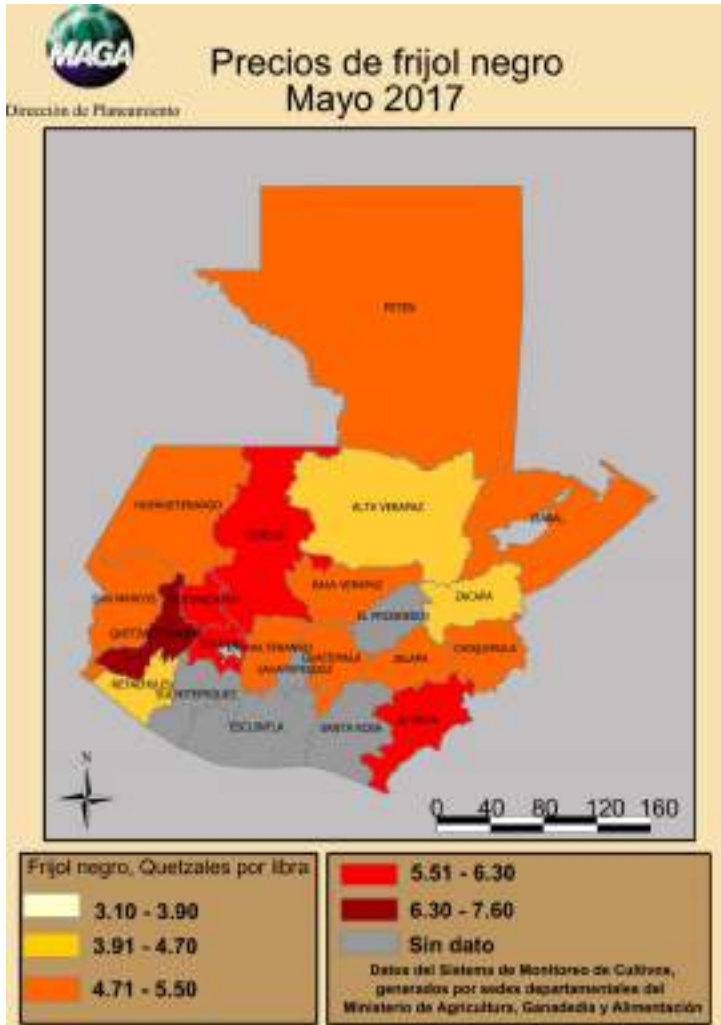 MAGA
Dirección de Planeamiento
Precios de frijol negro
Mayo 2017
PETEN
HUEHUETENANGO
QUICHE
ALTA VERAPAZ
IZABAL
SAN MARCOS
BAJA VERAPAZ
ZACAPA
EL PROGRESO
GUATEMALA
JALAPA
CHIQUIMULA
RETALHULEU
ESCUINTLA
SANTA ROSA
JUTIAPA
N
0 40 80 120 160
Frijol negro, Quetzales por libra
3.10 - 3.90
3.91 - 4.70
4.71 - 5.50
5.51 - 6.30
6.30 - 7.60
Sin dato
Datos del Sistema de Monitoreo de Cultivos,
generados por sedes departamentales del
Ministerio de Agricultura, Ganadedia y Alimentación